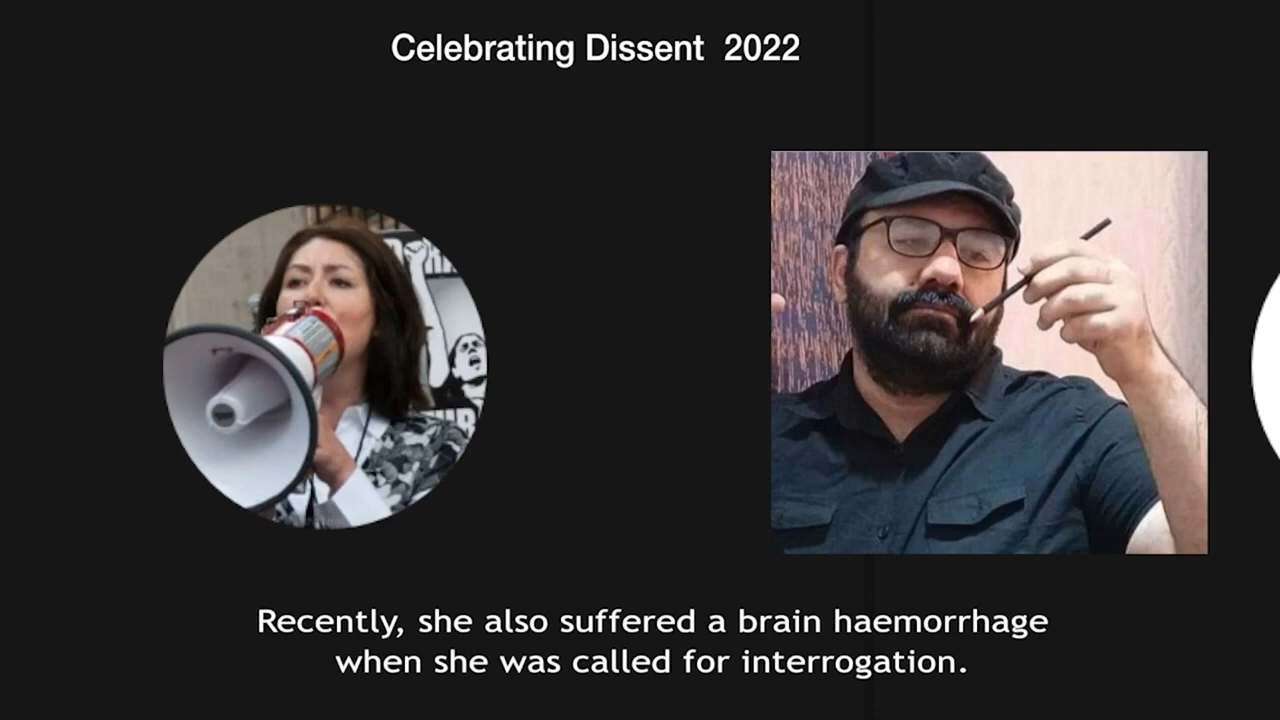 Celebrating Dissent 2022
Recently, she also suffered a brain haemorrhage
when she was called for interrogation.